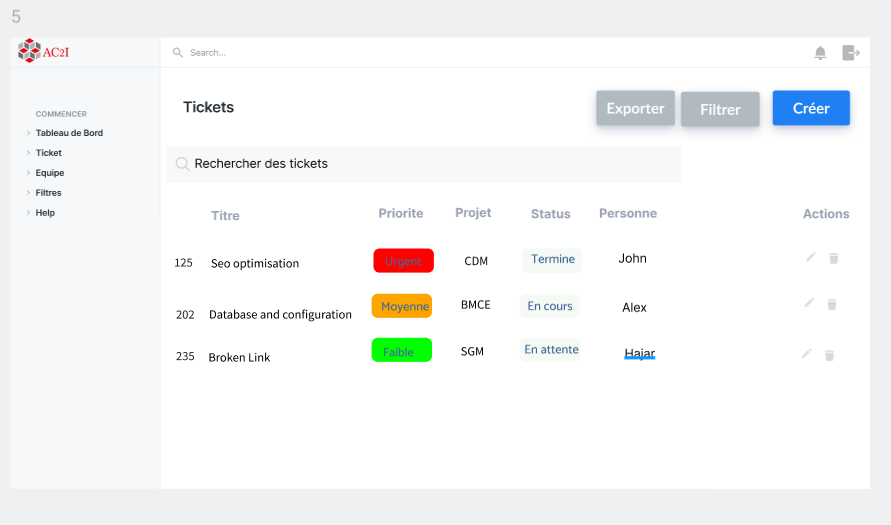 5
AC2I
Search...
COMMENCER
Tableau de Bord
Ticket
Equipe
Filtres
Help
Tickets
Exporter
Filtrer
Créer
Rechercher des tickets
Titre Priorite Projet Status Personne Actions
125 Seo optimisation Urgent CDM Termine John
202 Database and configuration Moyenne BMCE En cours Alex
235 Broken Link Faible SGM En attente Hajar